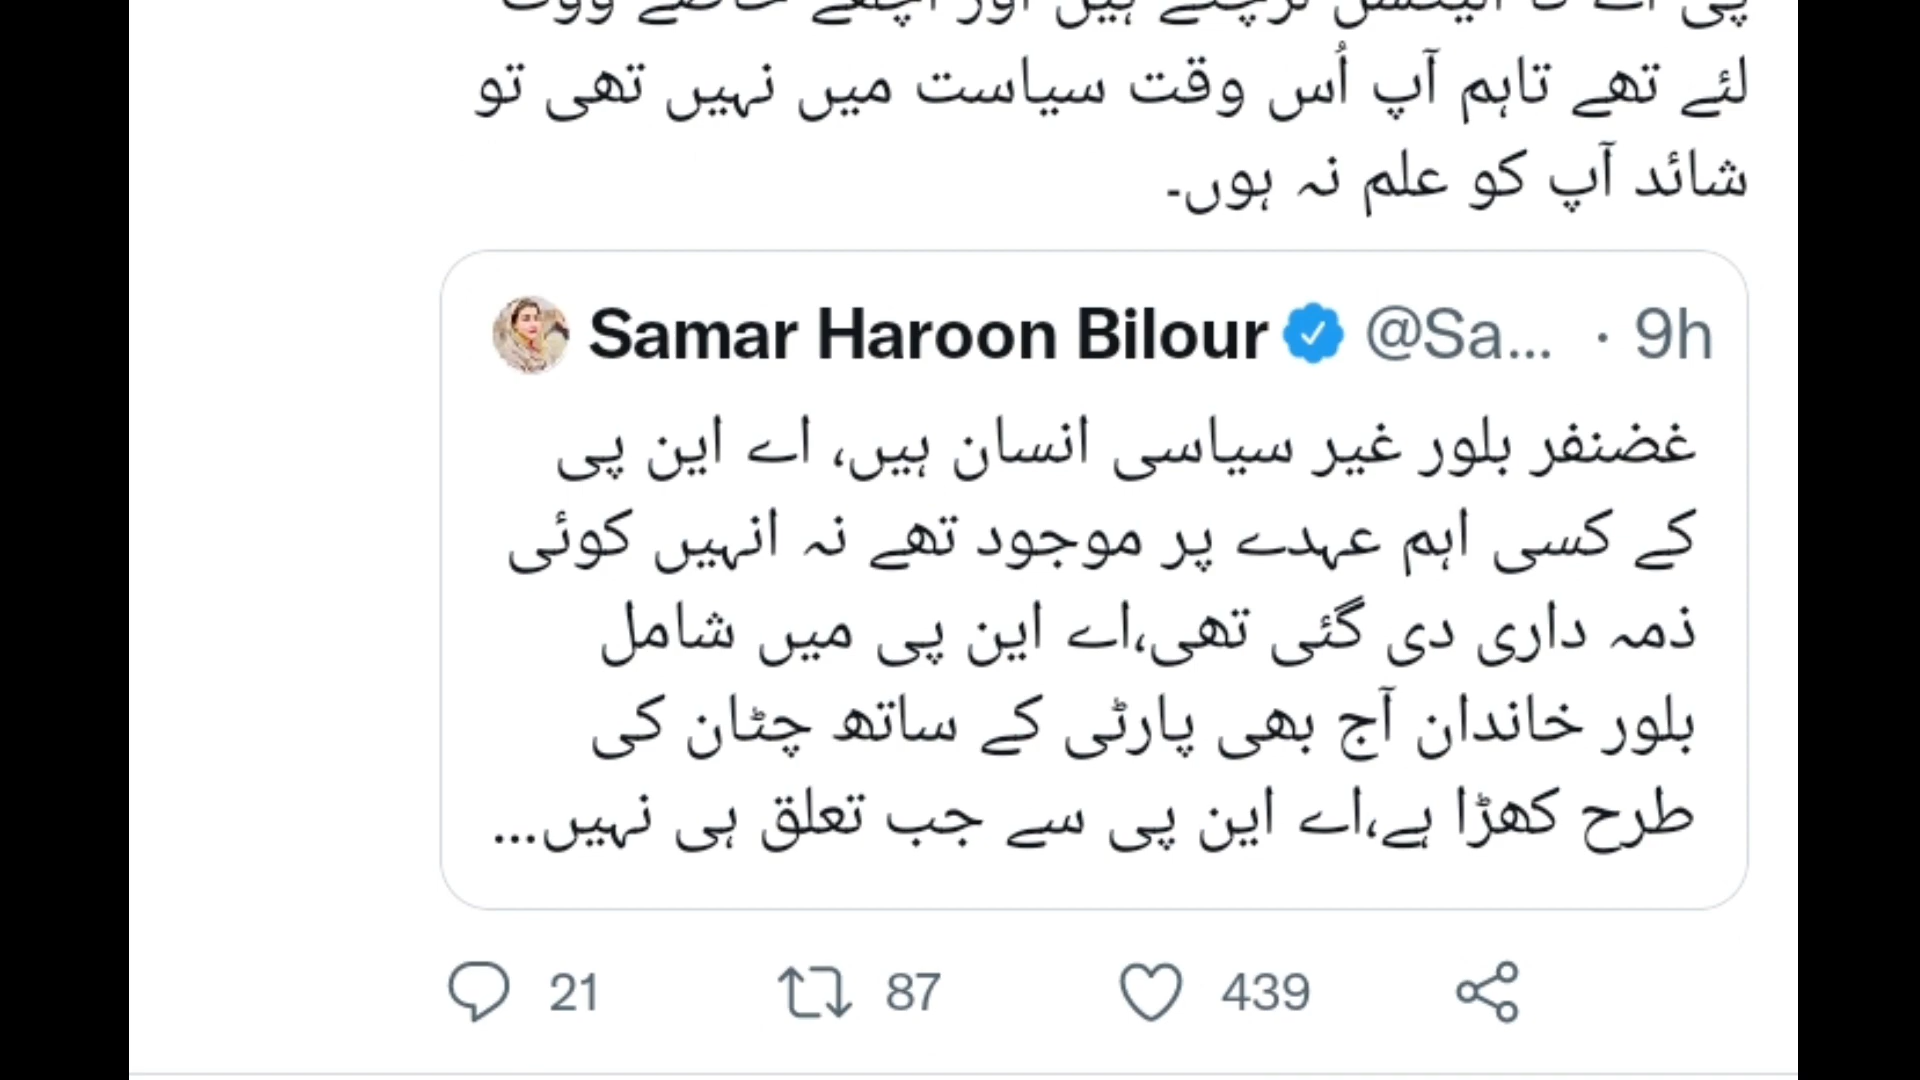 لئے تھے تاہم آپ اُس وقت سیاست میں نہیں تھی تو
شائد آپ کو علم نہ ہوں۔
Samar Haroon Bilour @Sa... · 9h
غضنفر بلور غیر سیاسی انسان ہیں، اے این پی
کے کسی اہم عہدے پر موجود تھے نہ انہیں کوئی
ذمہ داری دی گئی تھی،اے این پی میں شامل
بلور خاندان آج بھی پارٹی کے ساتھ چٹان کی
طرح کھڑا ہے،اے این پی سے جب تعلق ہی نہیں...
21 87 439